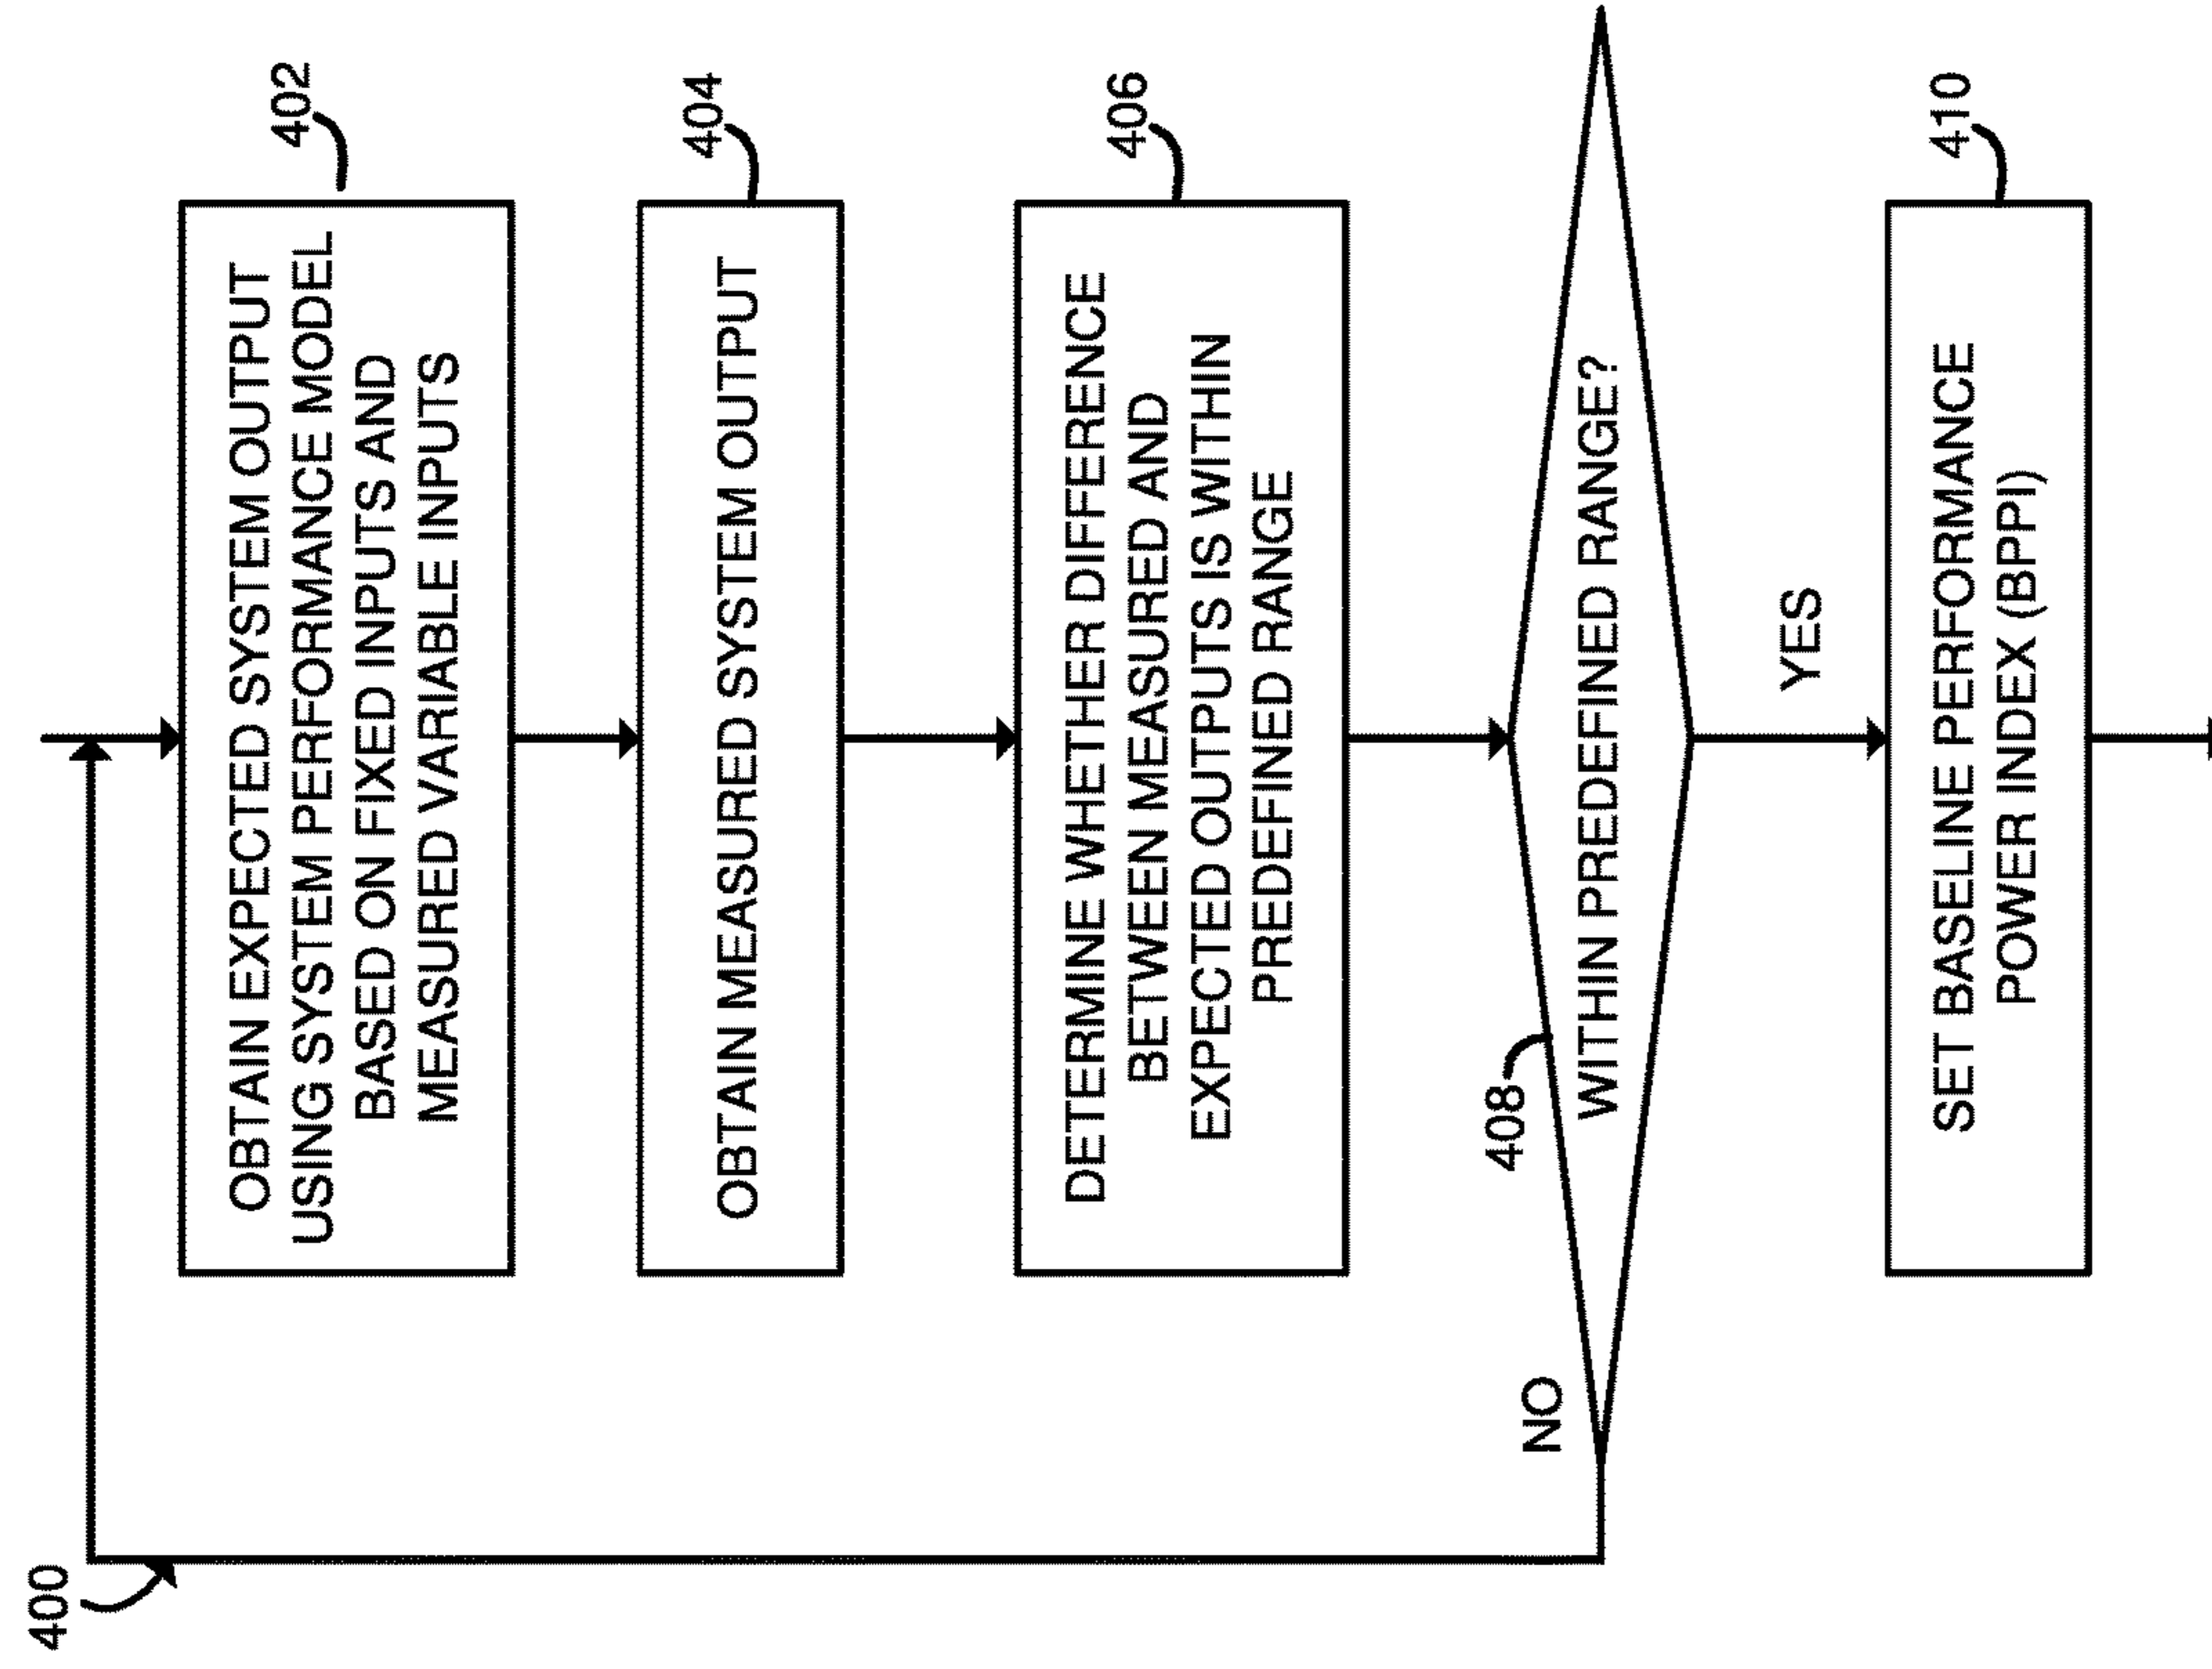 400
402
OBTAIN EXPECTED SYSTEM OUTPUT
USING SYSTEM PERFORMANCE MODEL
BASED ON FIXED INPUTS AND
MEASURED VARIABLE INPUTS
404
OBTAIN MEASURED SYSTEM OUTPUT
406
DETERMINE WHETHER DIFFERENCE
BETWEEN MEASURED AND
EXPECTED OUTPUTS IS WITHIN
PREDEFINED RANGE
408
NO
WITHIN PREDEFINED RANGE?
YES
410
SET BASELINE PERFORMANCE
POWER INDEX (BPPI)